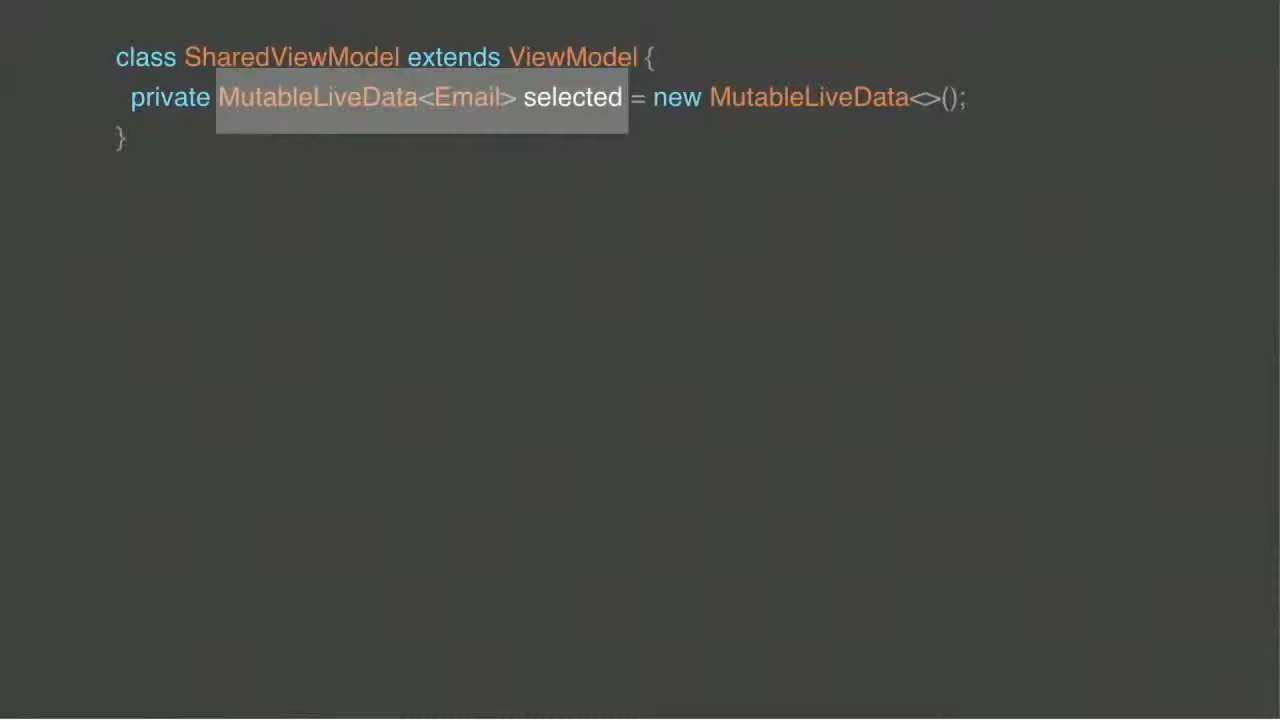 class SharedViewModel extends ViewModel {
private MutableLiveData<Email> selected = new MutableLiveData<>();
}